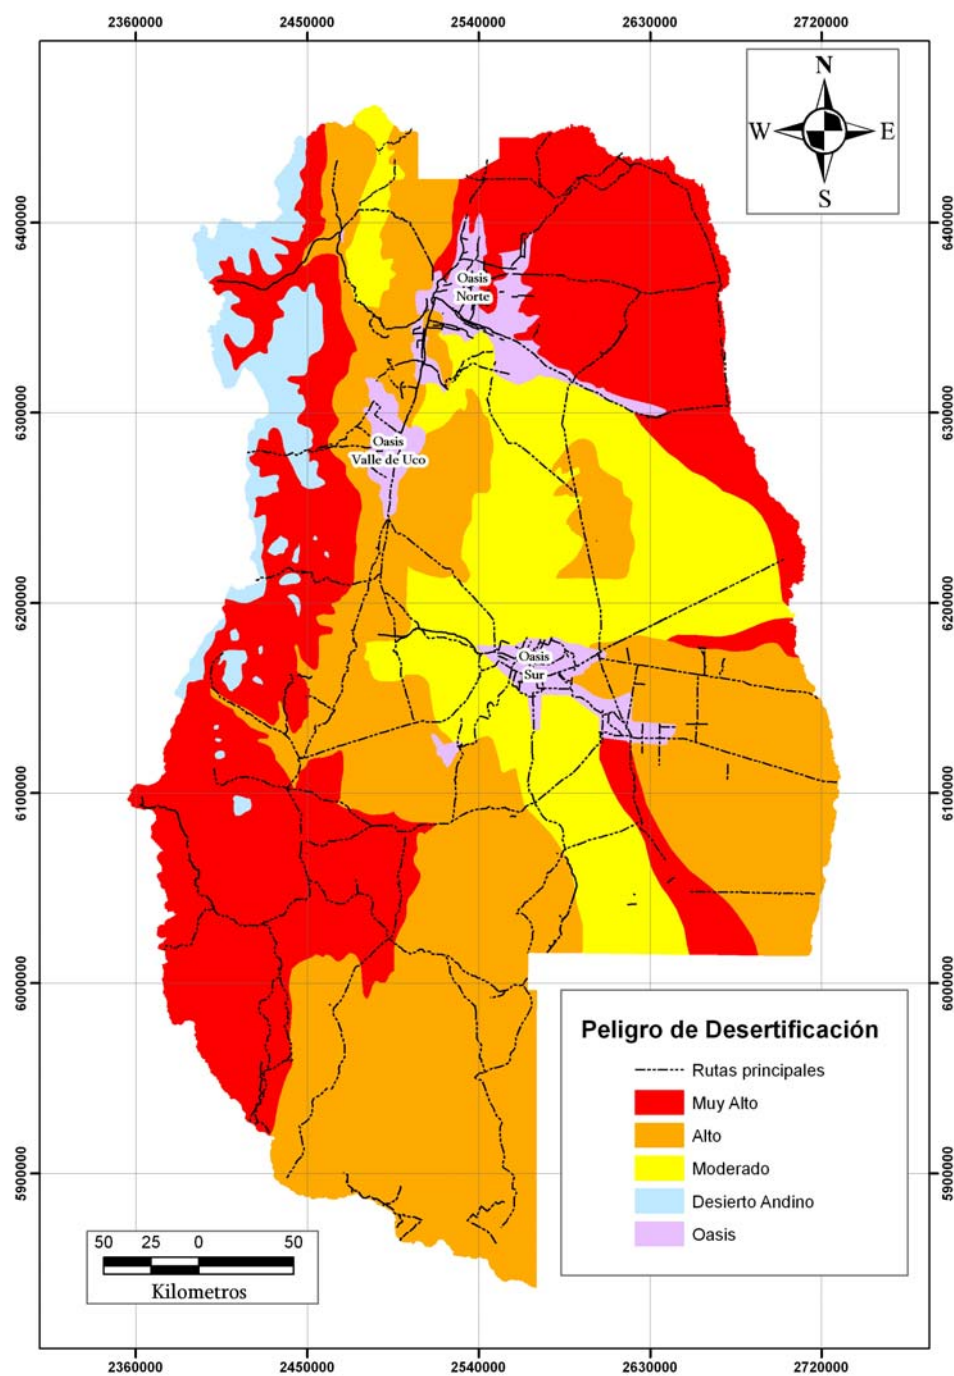 2360000 2450000 2540000 2630000 2720000
N
W E
S
6400000 6400000
Oasis
Norte
6300000 6300000
Oasis
Valle de Uco
6200000 6200000
Oasis
Sur
6100000 6100000
6000000 6000000
Peligro de Desertificación
Rutas principales
Muy Alto
Alto
Moderado
Desierto Andino
Oasis
5900000 5900000
50 25 0 50
Kilometros
2360000 2450000 2540000 2630000 2720000